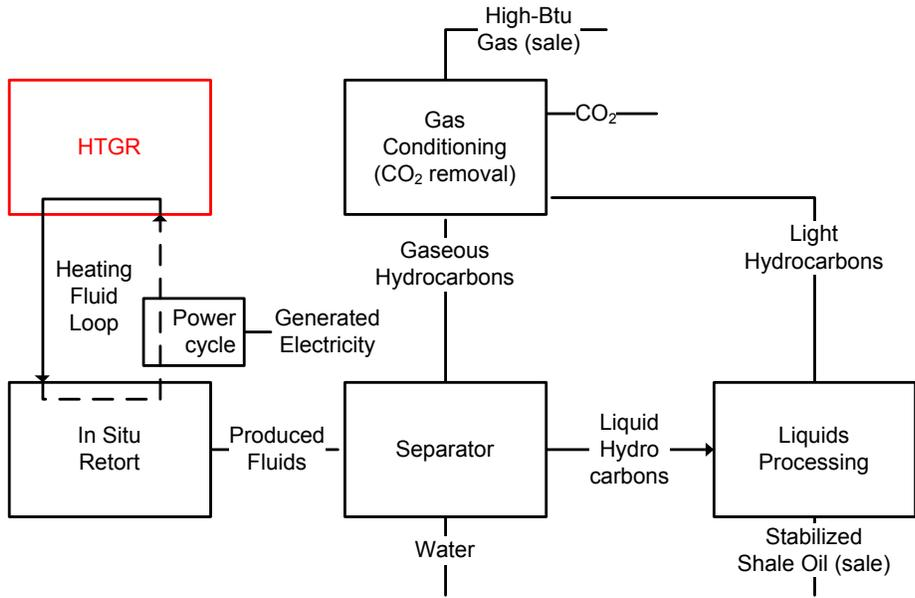 High-Btu
Gas (sale)
HTGR
Gas
Conditioning
(CO₂ removal)
CO₂
Gaseous
Hydrocarbons
Light
Hydrocarbons
Heating
Fluid
Loop
Power
cycle
Generated
Electricity
In Situ
Retort
Produced
Fluids
Separator
Liquid
Hydro
carbons
Liquids
Processing
Water
Stabilized
Shale Oil (sale)